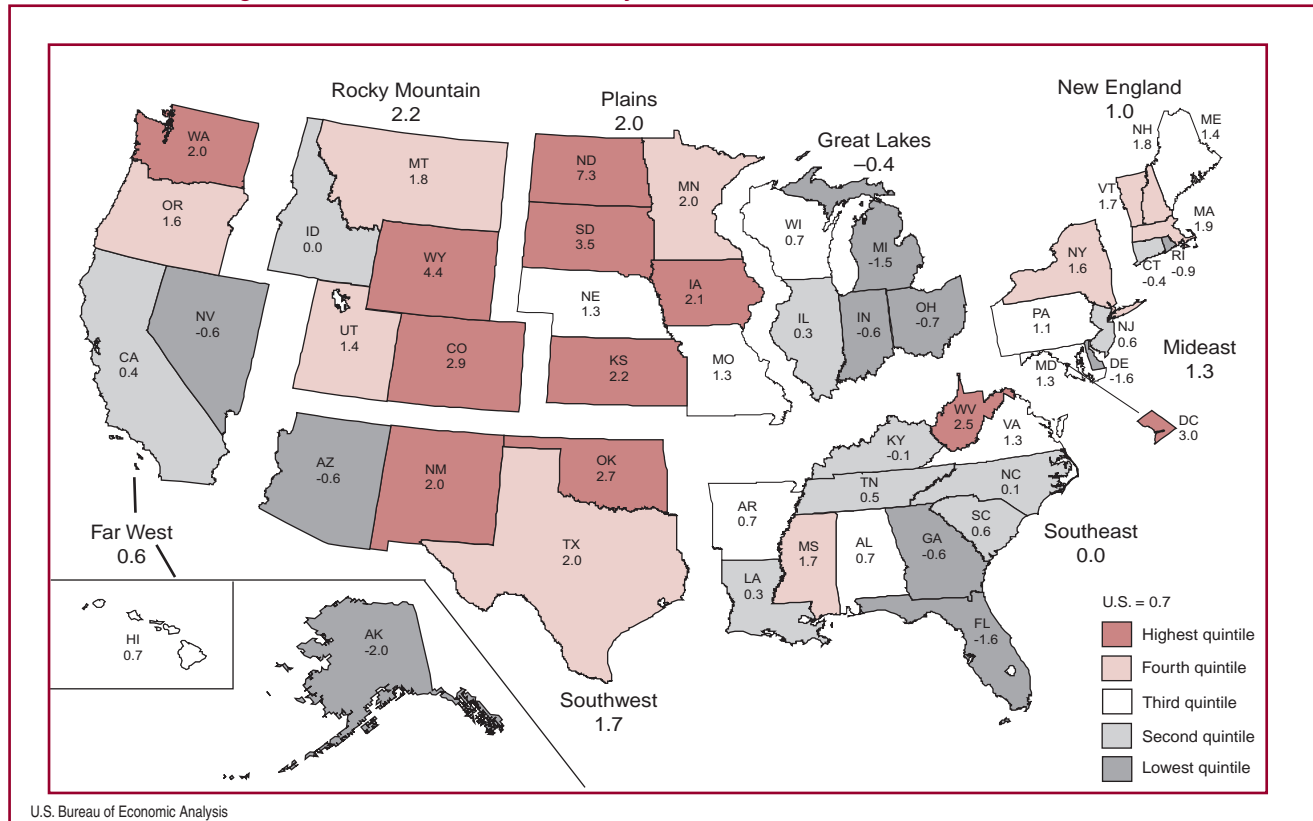 Rocky Mountain
2.2
Plains
2.0
Great Lakes
–0.4
New England
1.0
WA
2.0
OR
1.6
CA
0.4
NV
-0.6
ID
0.0
MT
1.8
WY
4.4
UT
1.4
CO
2.9
ND
7.3
SD
3.5
NE
1.3
KS
2.2
MN
2.0
IA
2.1
MO
1.3
WI
0.7
IL
0.3
MI
-1.5
IN
-0.6
OH
-0.7
NH
1.8
ME
1.4
VT
1.7
MA
1.9
RI
-0.9
CT
-0.4
NY
1.6
PA
1.1
NJ
0.6
MD
1.3
DE
-1.6
Mideast
1.3
DC
3.0
AZ
-0.6
NM
2.0
OK
2.7
TX
2.0
Southwest
1.7
AR
0.7
LA
0.3
MS
1.7
AL
0.7
GA
-0.6
FL
-1.6
KY
-0.1
TN
0.5
WV
2.5
VA
1.3
NC
0.1
SC
0.6
Southeast
0.0
Far West
0.6
HI
0.7
AK
-2.0
U.S. = 0.7
Highest quintile
Fourth quintile
Third quintile
Second quintile
Lowest quintile
U.S. Bureau of Economic Analysis